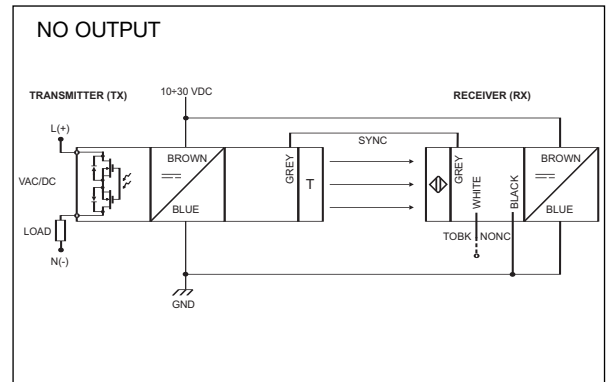 NO OUTPUT
TRANSMITTER (TX)
10÷30 VDC
RECEIVER (RX)
L(+)
SYNC
VAC/DC
BROWN
BLUE
GREY
T
GREY
WHITE
BLACK
BROWN
BLUE
LOAD
TOBK
NONC
N(-)
GND